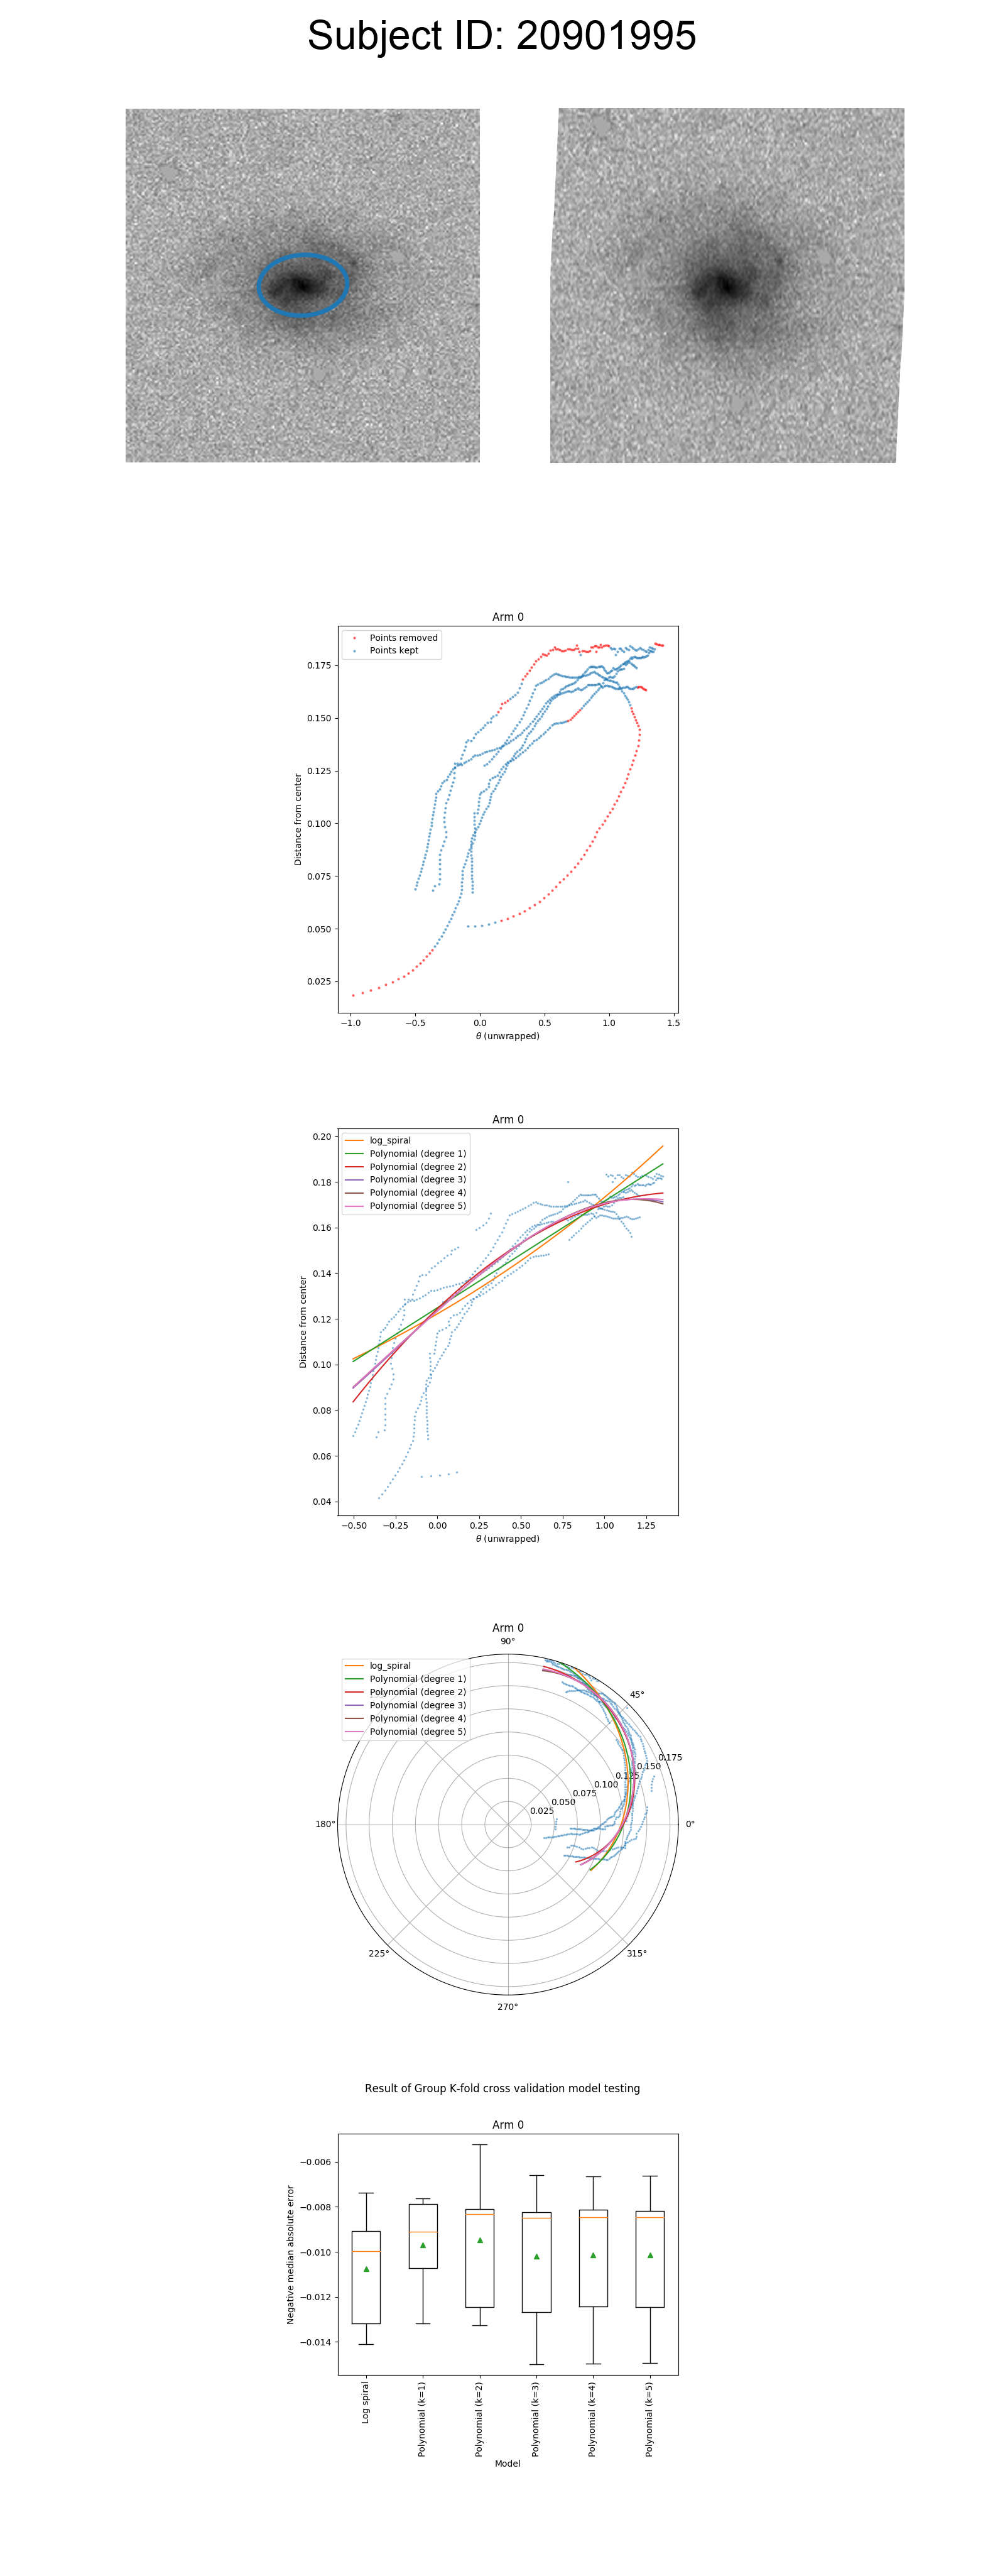 Subject ID: 20901995
Arm 0
Points removed
Points kept
0.175
0.150
0.125
0.100
0.075
0.050
0.025
Distance from center
−1.0 −0.5 0.0 0.5 1.0 1.5
θ (unwrapped)
Arm 0
log_spiral
Polynomial (degree 1)
Polynomial (degree 2)
Polynomial (degree 3)
Polynomial (degree 4)
Polynomial (degree 5)
0.20
0.18
0.16
0.14
0.12
0.10
0.08
0.06
0.04
Distance from center
−0.50 −0.25 0.00 0.25 0.50 0.75 1.00 1.25
θ (unwrapped)
Arm 0
90°
log_spiral
Polynomial (degree 1)
Polynomial (degree 2)
Polynomial (degree 3)
Polynomial (degree 4)
Polynomial (degree 5)
45°
0.175
0.150
0.125
0.100
0.075
0.050
0.025
180°
0°
225°
315°
270°
Result of Group K-fold cross validation model testing
Arm 0
−0.006
−0.008
−0.010
−0.012
−0.014
Negative median absolute error
Log spiral
Polynomial (k=1)
Polynomial (k=2)
Polynomial (k=3)
Polynomial (k=4)
Polynomial (k=5)
Model